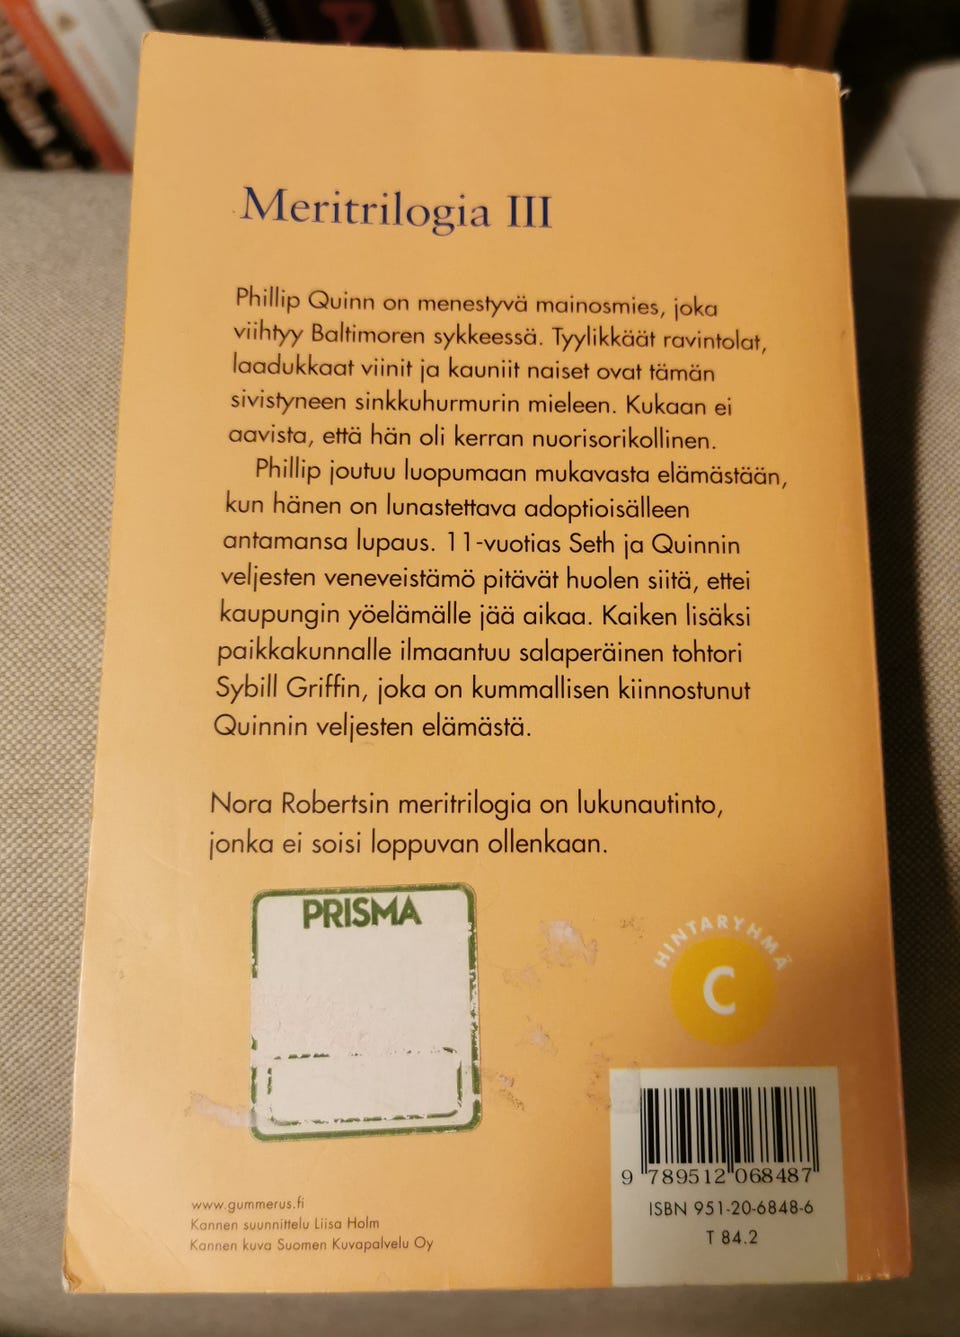 Meritrilogia III
Phillip Quinn on menestyvä mainosmies, joka
viihtyy Baltimoren sykkeessä. Tyylikkäät ravintolat,
laadukkaat viinit ja kauniit naiset ovat tämän
sivistyneen sinkkuhurmurin mieleen. Kukaan ei
aavista, että hän oli kerran nuorisorikollinen.
Phillip joutuu luopumaan mukavasta elämästään,
kun hänen on lunastettava adoptioisälleen
antamansa lupaus. 11-vuotias Seth ja Quinnin
veljesten veneveistämö pitävät huolen siitä, ettei
kaupungin yöelämälle jää aikaa. Kaiken lisäksi
paikkakunnalle ilmaantuu salaperäinen tohtori
Sybill Griffin, joka on kummallisen kiinnostunut
Quinnin veljesten elämästä.
Nora Robertsin meritrilogia on lukunautinto,
jonka ei soisi loppuvan ollenkaan.
PRISMA
HINTARYHMÄ
C
9 789512 068487
ISBN 951-20-6848-6
T 84.2
www.gummerus.fi
Kannen suunnittelu Liisa Holm
Kannen kuva Suomen Kuvapalvelu Oy